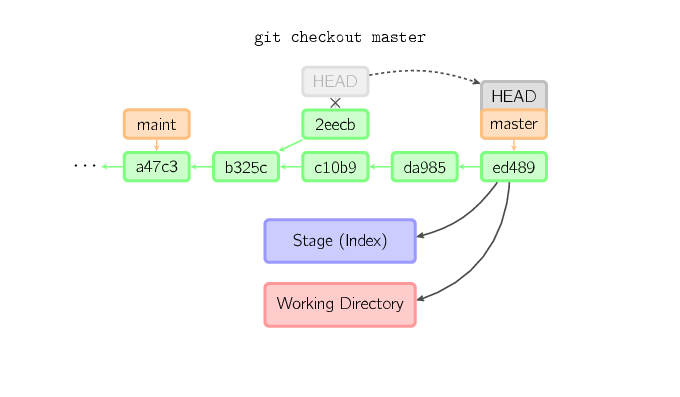 git checkout master
HEAD
HEAD
maint
2eecb
master
...
a47c3
b325c
c10b9
da985
ed489
Stage (Index)
Working Directory